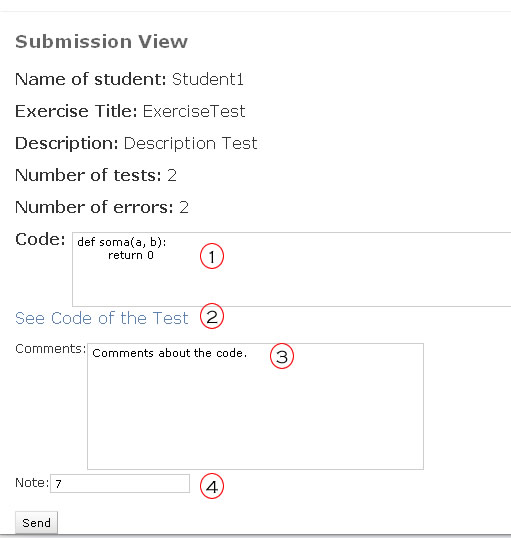 Submission View
Name of student: Student1
Exercise Title: ExerciseTest
Description: Description Test
Number of tests: 2
Number of errors: 2
Code: def soma(a, b):
return 0
1
See Code of the Test 2
Comments: Comments about the code. 3
Note: 7 4
Send